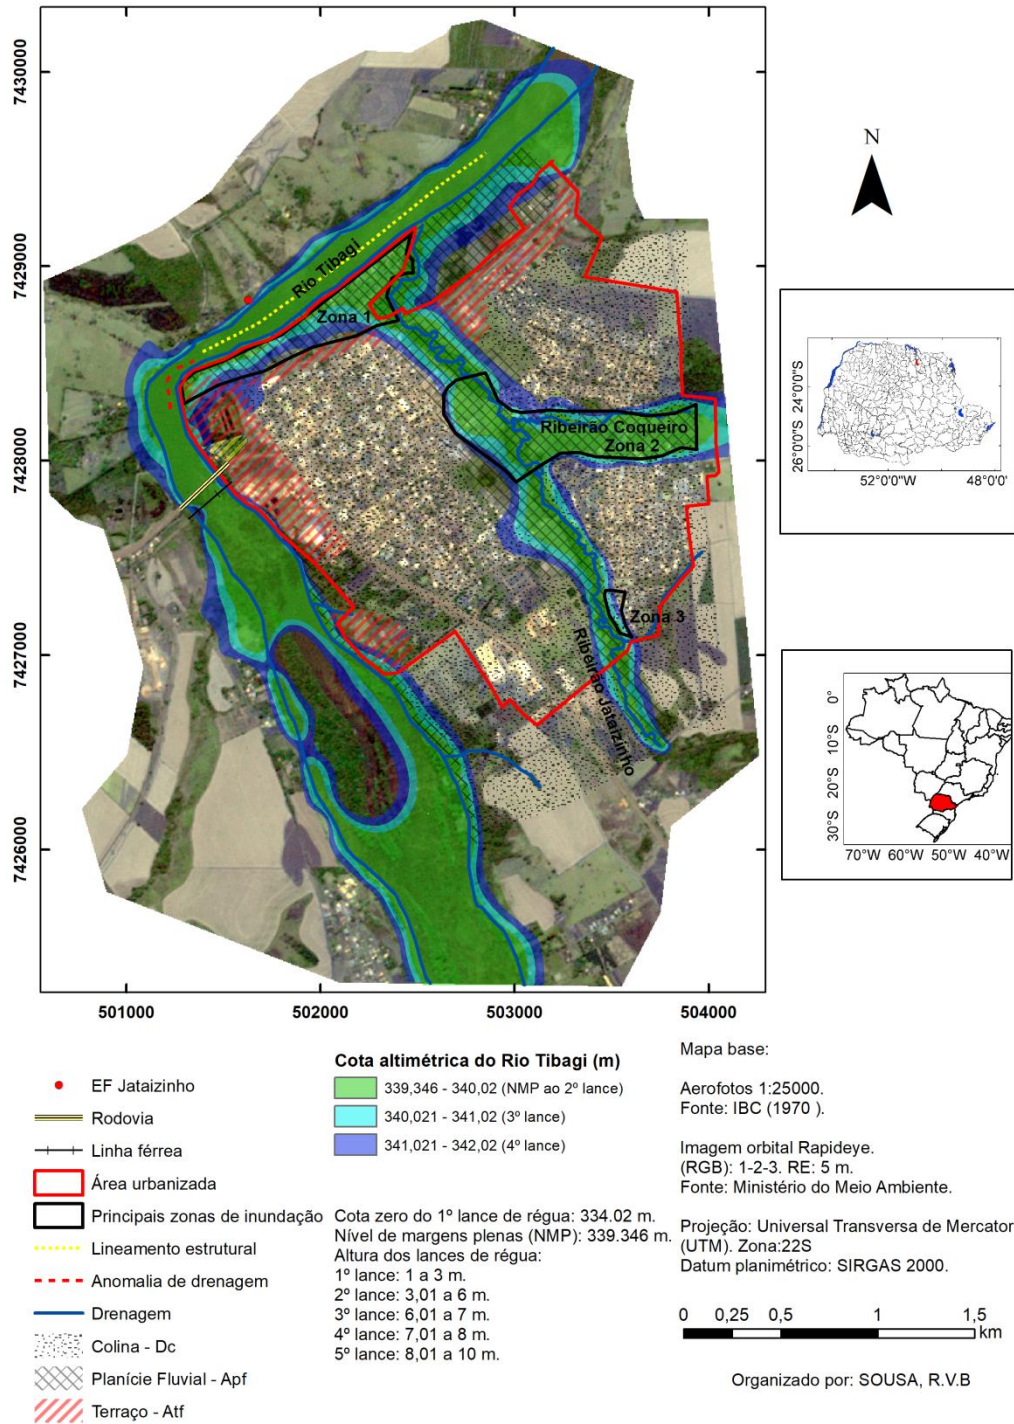 7430000
7429000
7428000
7427000
7426000
501000
502000
503000
504000
Rio Tibagi
Zona 1
Ribeirão Coqueiro
Zona 2
Zona 3
Ribeirão Jataizinho
N
24°0'0"S
26°0'0"S
52°0'0"W
48°0'0"
0°
10°S
20°S
30°S
70°W
60°W
50°W
40°W
EF Jataizinho
Rodovia
Linha férrea
Área urbanizada
Principais zonas de inundação
Lineamento estrutural
Anomalia de drenagem
Drenagem
Colina - Dc
Planície Fluvial - Apf
Terraço - Atf
Cota altimétrica do Rio Tibagi (m)
339,346 - 340,02 (NMP ao 2º lance)
340,021 - 341,02 (3º lance)
341,021 - 342,02 (4º lance)
Cota zero do 1º lance de régua: 334.02 m.
Nível de margens plenas (NMP): 339.346 m.
Altura dos lances de régua:
1º lance: 1 a 3 m.
2º lance: 3,01 a 6 m.
3º lance: 6,01 a 7 m.
4º lance: 7,01 a 8 m.
5º lance: 8,01 a 10 m.
Mapa base:
Aerofotos 1:25000.
Fonte: IBC (1970 ).
Imagem orbital Rapideye.
(RGB): 1-2-3. RE: 5 m.
Fonte: Ministério do Meio Ambiente.
Projeção: Universal Transversa de Mercator
(UTM). Zona:22S
Datum planimétrico: SIRGAS 2000.
0 0,25 0,5 1 1,5
km
Organizado por: SOUSA, R.V.B